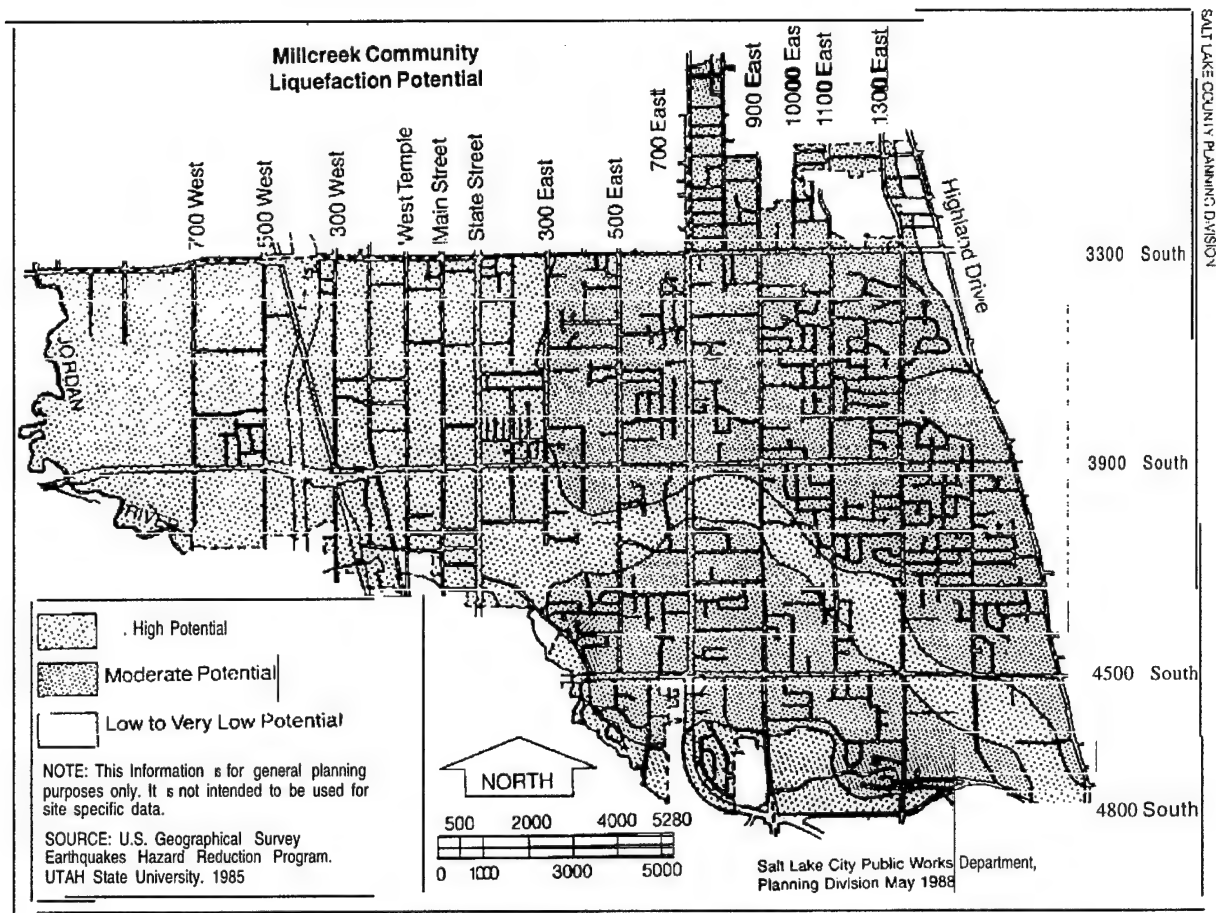 Millcreek Community
Liquefaction Potential
700 West
500 West
300 West
West Temple
Main Street
State Street
300 East
500 East
700 East
900 East
10000 Eas
1100 East
1300 East
Highland Drive
SALT LAKE COUNTY PLANNING DIVISION
3300 South
3900 South
4500 South
4800 South
JORDAN
RIVER
. High Potential
Moderate Potential
Low to Very Low Potential
NOTE: This Information s for general planning
purposes only. It s not intended to be used for
site specific data.
SOURCE: U.S. Geographical Survey
Earthquakes Hazard Reduction Program.
UTAH State University. 1985
NORTH
500 2000 4000 5280
0 1000 3000 5000
Salt Lake City Public Works Department,
Planning Division May 1988